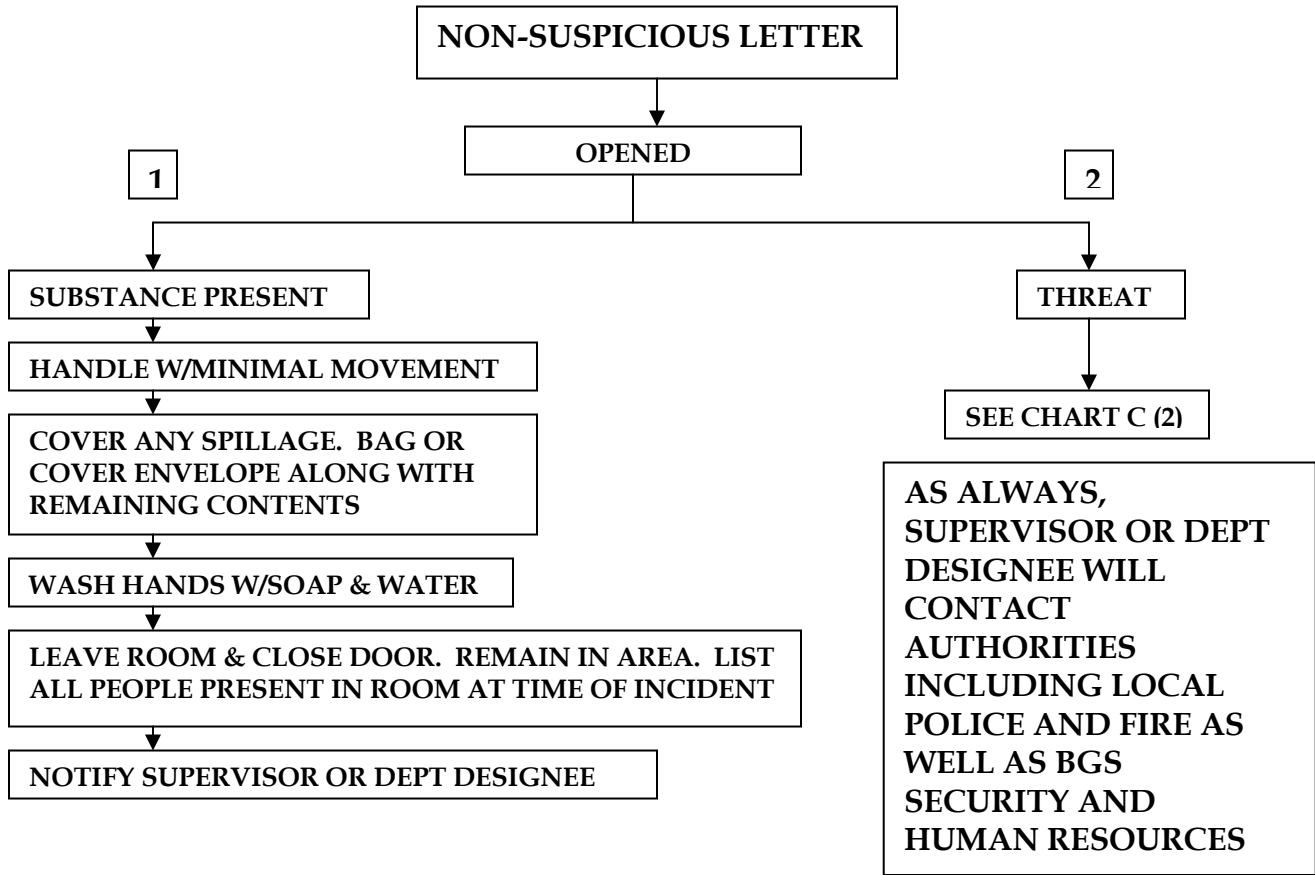 NON-SUSPICIOUS LETTER
OPENED
1
2
SUBSTANCE PRESENT
THREAT
HANDLE W/MINIMAL MOVEMENT
SEE CHART C (2)
COVER ANY SPILLAGE.  BAG OR
COVER ENVELOPE ALONG WITH
REMAINING CONTENTS
WASH HANDS W/SOAP & WATER
LEAVE ROOM & CLOSE DOOR.  REMAIN IN AREA.  LIST
ALL PEOPLE PRESENT IN ROOM AT TIME OF INCIDENT
NOTIFY SUPERVISOR OR DEPT DESIGNEE
AS ALWAYS,
SUPERVISOR OR DEPT
DESIGNEE WILL
CONTACT
AUTHORITIES
INCLUDING LOCAL
POLICE AND FIRE AS
WELL AS BGS
SECURITY AND
HUMAN RESOURCES